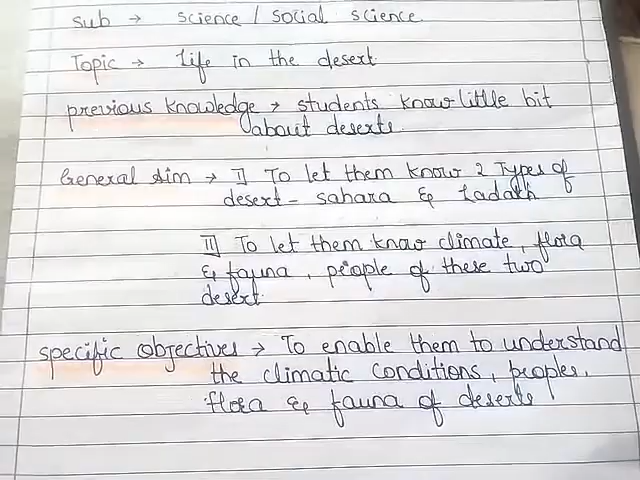 Sub → science / social science
Topic → Life in the desert.
previous knowledge → students know little bit
about deserts.
General Aim → I] To let them know 2 Types of
desert - sahara & Ladakh
II] To let them know climate, flora
& fauna, people of these two
desert.
specific objectives → To enable them to understand
the climatic conditions, peoples,
flora & fauna of deserts